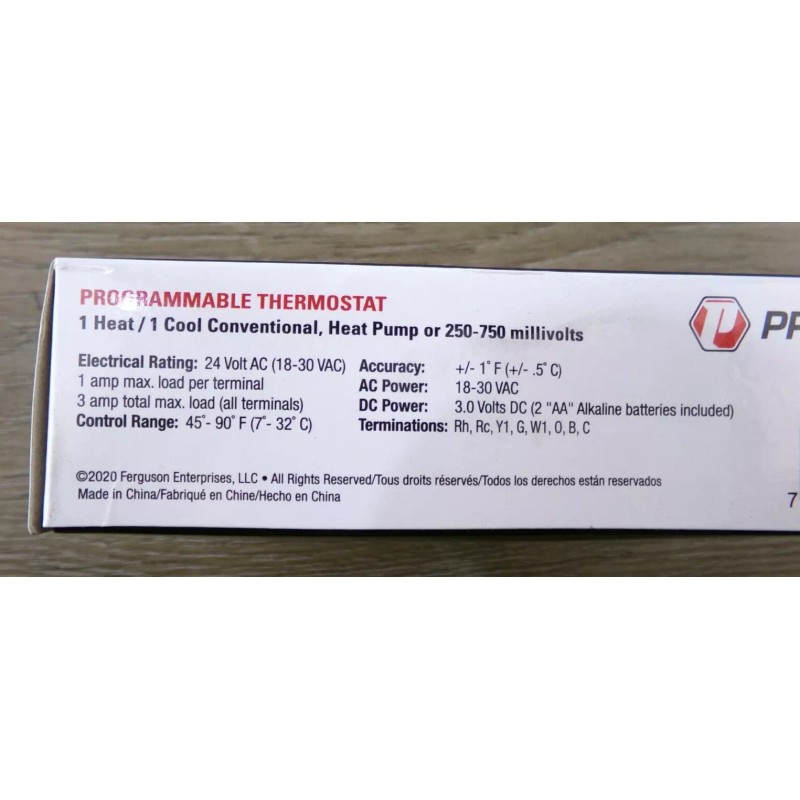 PROGRAMMABLE THERMOSTAT
1 Heat / 1 Cool Conventional, Heat Pump or 250-750 millivolts
Electrical Rating: 24 Volt AC (18-30 VAC)
1 amp max. load per terminal
3 amp total max. load (all terminals)
Control Range: 45° - 90° F (7° - 32° C)
Accuracy: +/- 1° F (+/- .5° C)
AC Power: 18-30 VAC
DC Power: 3.0 Volts DC (2 "AA" Alkaline batteries included)
Terminations: Rh, Rc, Y1, G, W1, O, B, C
©2020 Ferguson Enterprises, LLC • All Rights Reserved/Tous droits réservés/Todos los derechos están reservados
Made in China/Fabriqué en Chine/Hecho en China
7